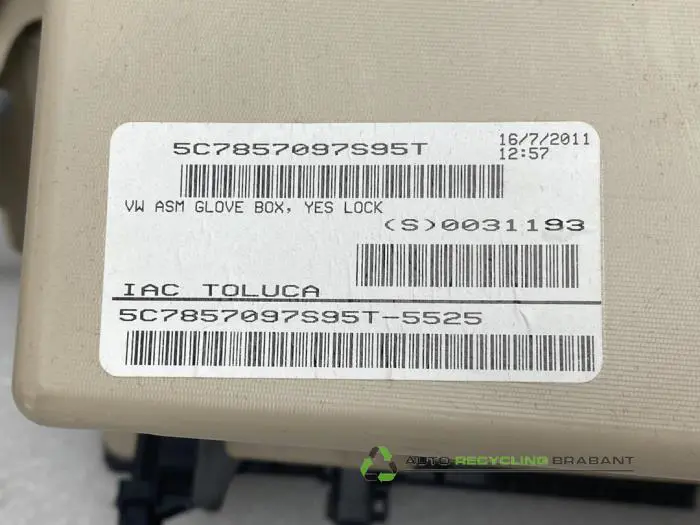 5C7857097S95T
16/7/2011
12:57
VW ASM GLOVE BOX, YES LOCK
(S)0031193
IAC TOLUCA
5C7857097S95T-5525
AUTO RECYCLING BRABANT